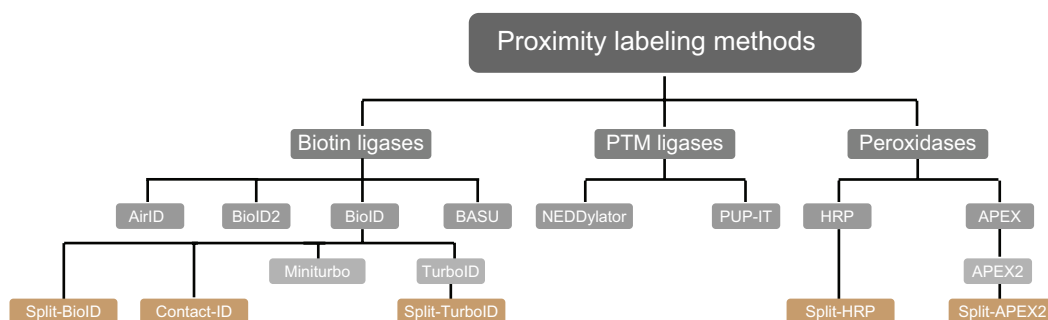 Proximity labeling methods
Biotin ligases
PTM ligases
Peroxidases
AirID
BioID2
BioID
BASU
NEDDylator
PUP-IT
HRP
APEX
Miniturbo
TurboID
APEX2
Split-BioID
Contact-ID
Split-TurboID
Split-HRP
Split-APEX2